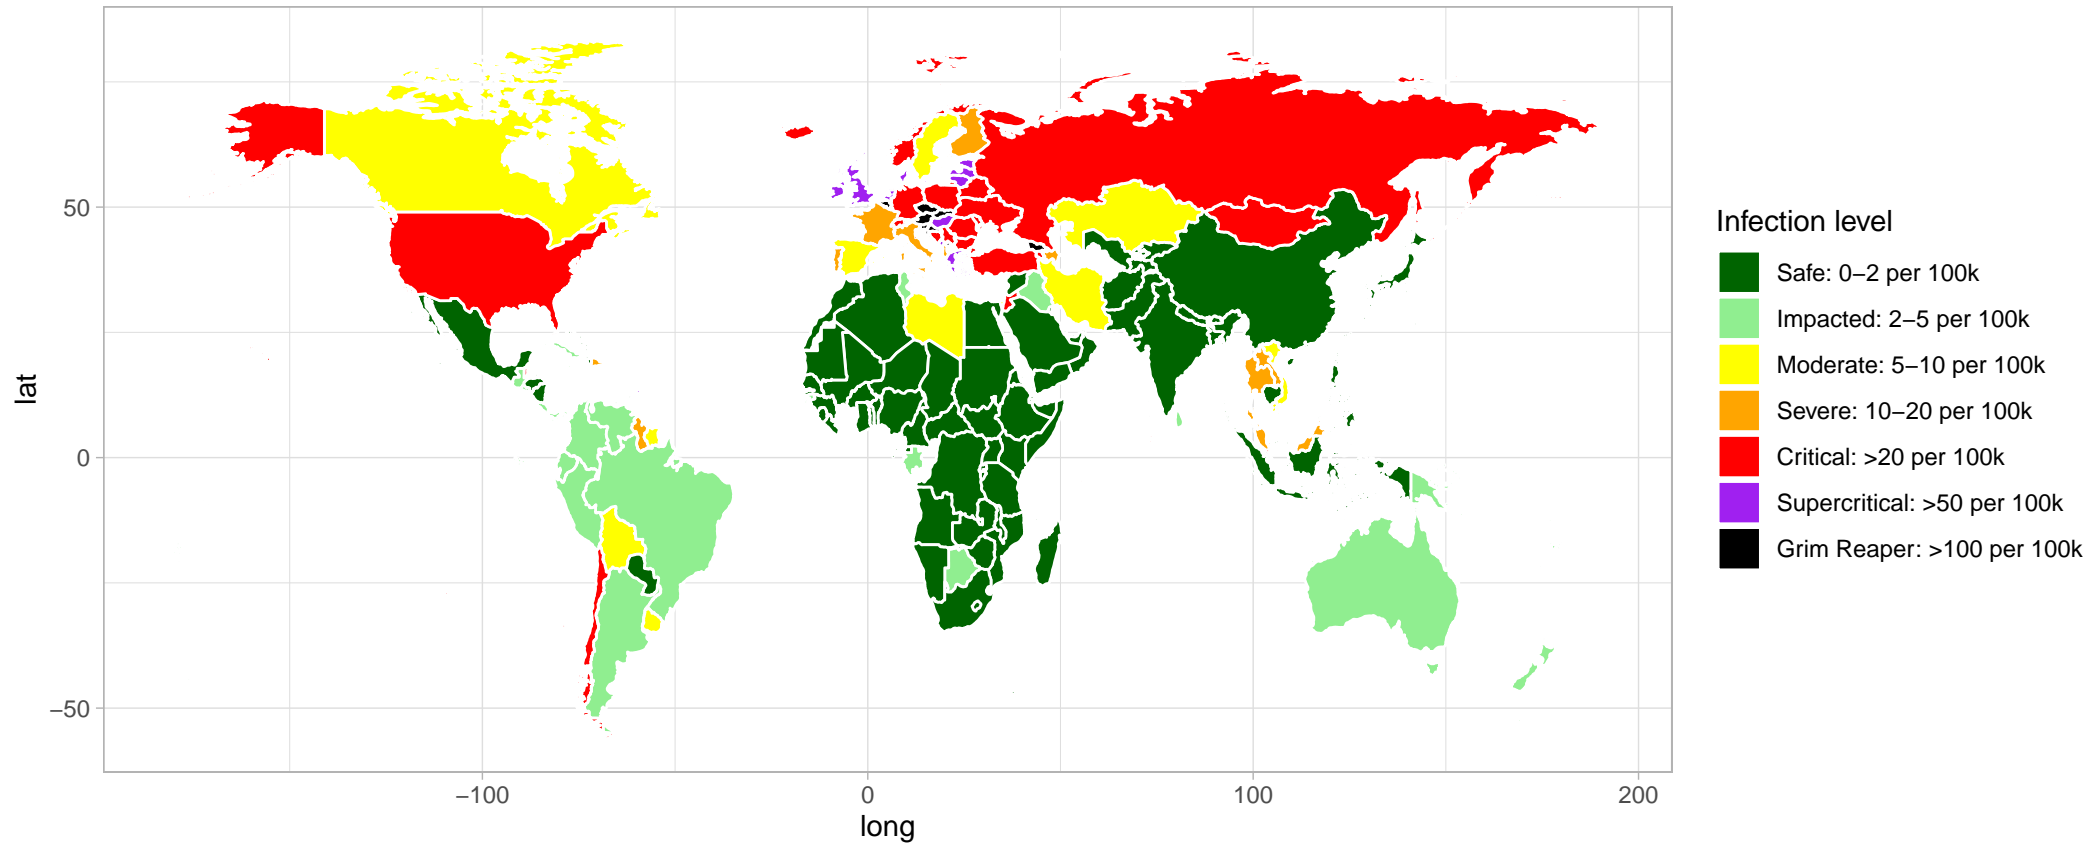 50
0
−50
lat
−100
0
100
200
long
Infection level
Safe: 0−2 per 100k
Impacted: 2−5 per 100k
Moderate: 5−10 per 100k
Severe: 10−20 per 100k
Critical: >20 per 100k
Supercritical: >50 per 100k
Grim Reaper: >100 per 100k